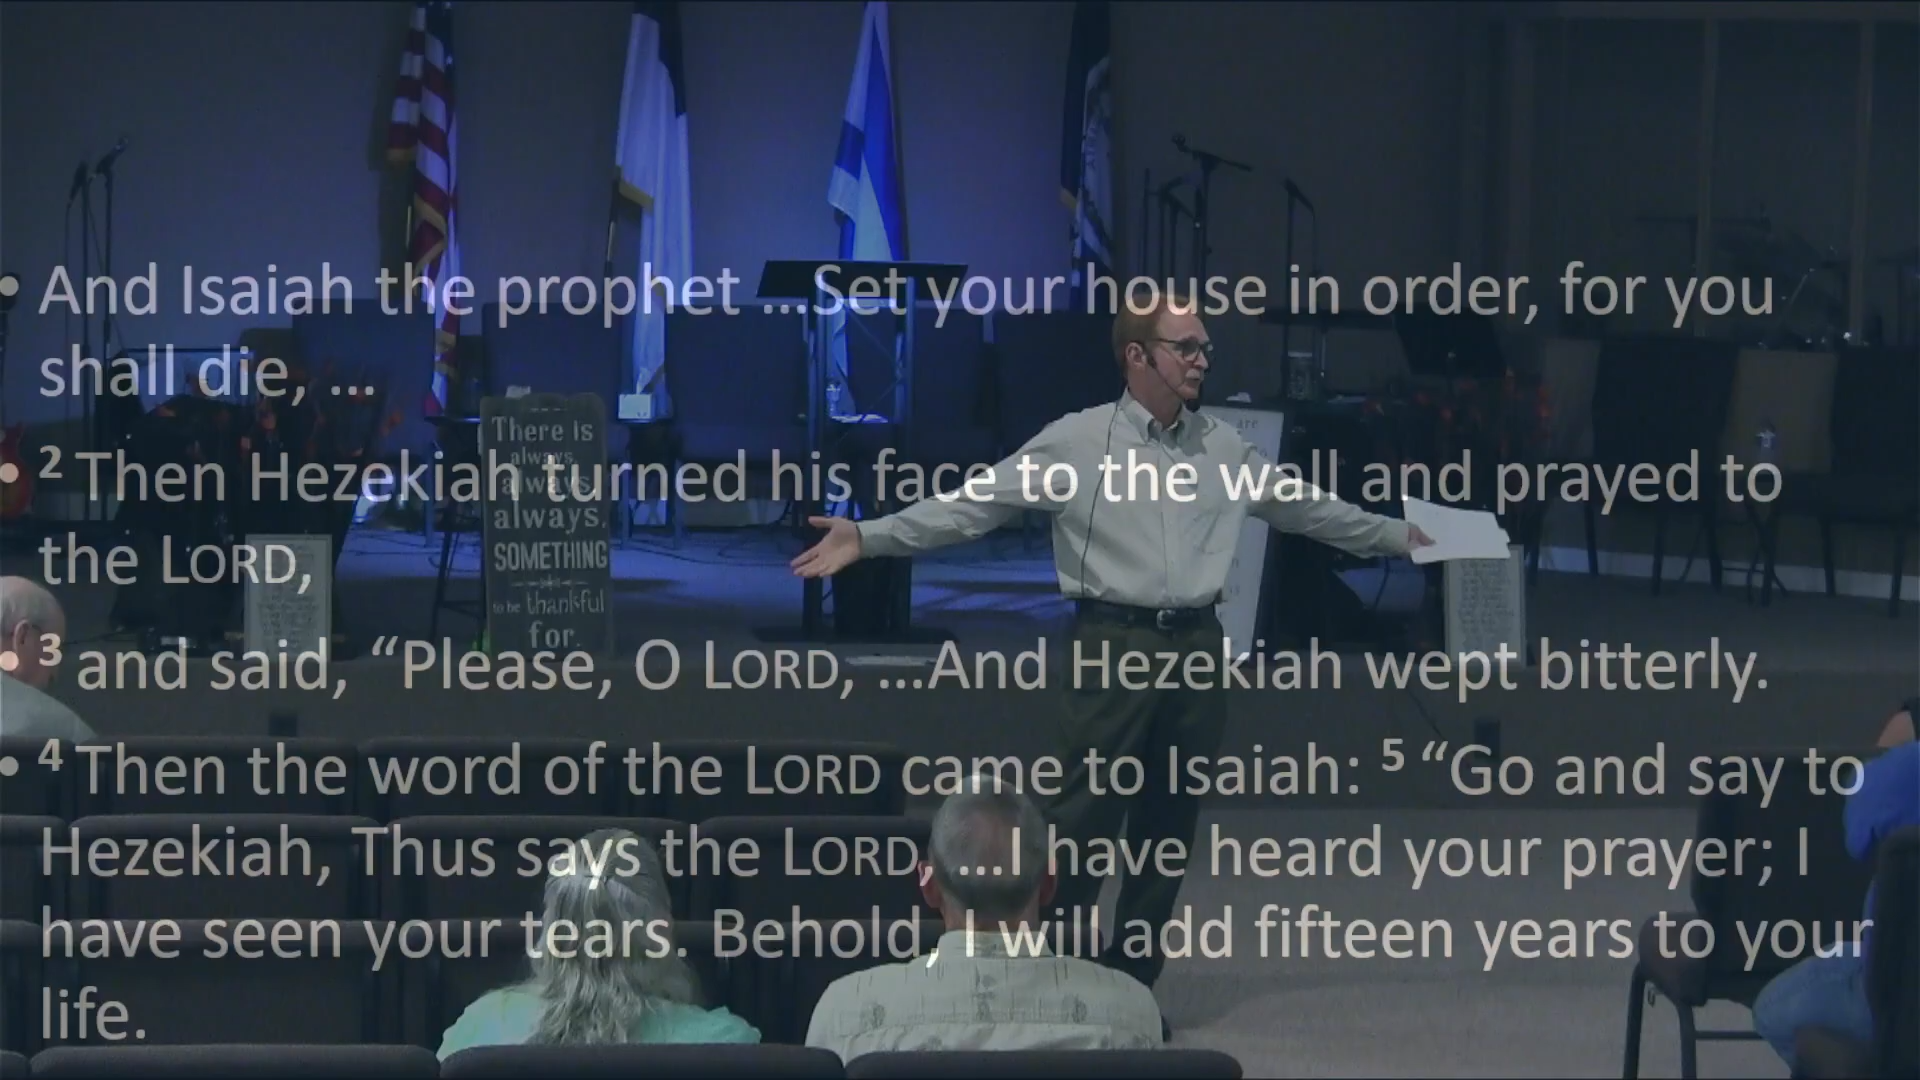 • And Isaiah the prophet ...Set your house in order, for you
shall die, ...
• 2 Then Hezekiah turned his face to the wall and prayed to
the LORD,
• 3 and said, “Please, O LORD, ...And Hezekiah wept bitterly.
• 4 Then the word of the LORD came to Isaiah: 5 “Go and say to
Hezekiah, Thus says the LORD, ...I have heard your prayer; I
have seen your tears. Behold, I will add fifteen years to your
life.
There is
always,
always,
always,
SOMETHING
to be thankful
for.
are